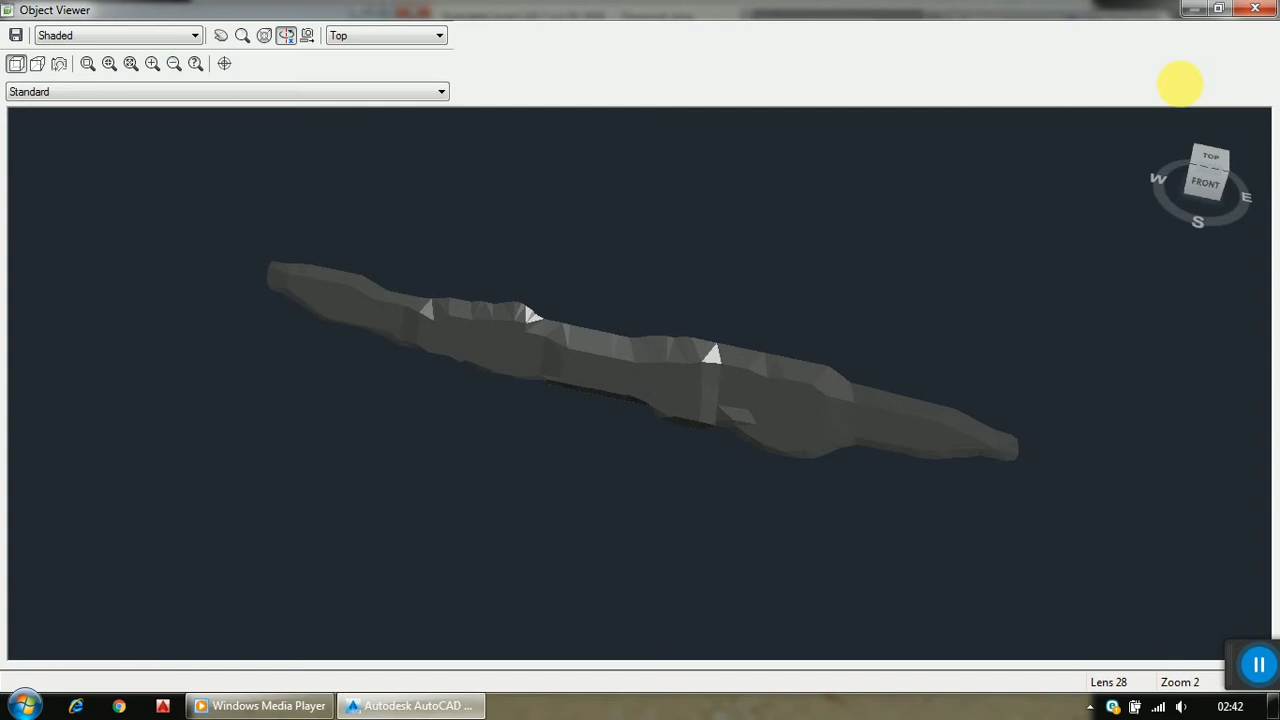 Object Viewer
Shaded
Top
Standard
TOP
FRONT
W
E
S
Lens 28
Zoom 2
Windows Media Player
Autodesk AutoCAD ...
02:42